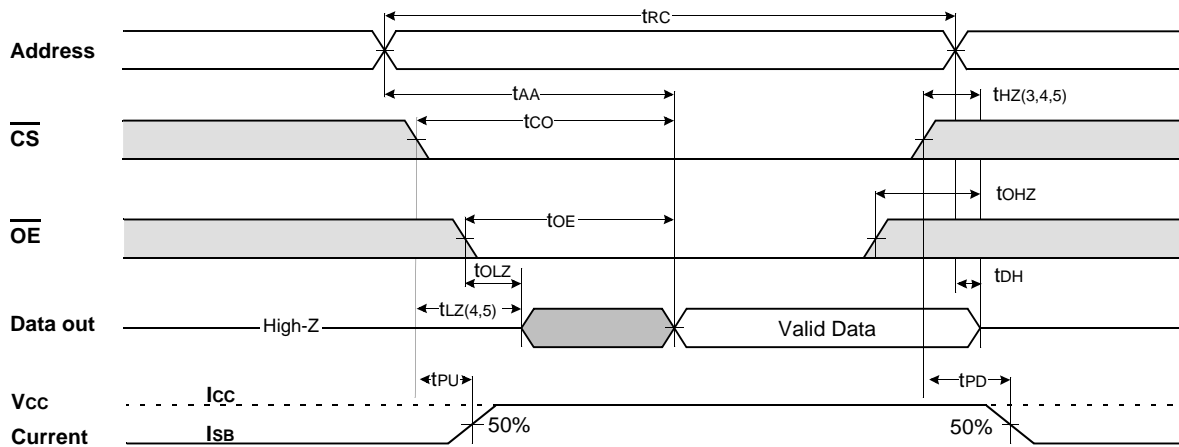 tRC
Address
tAA
tHZ(3,4,5)
tCO
CS
tOHZ
tOE
OE
tOLZ
tDH
tLZ(4,5)
Data out
High-Z
Valid Data
tPU
tPD
VCC
ICC
50%
50%
Current
ISB